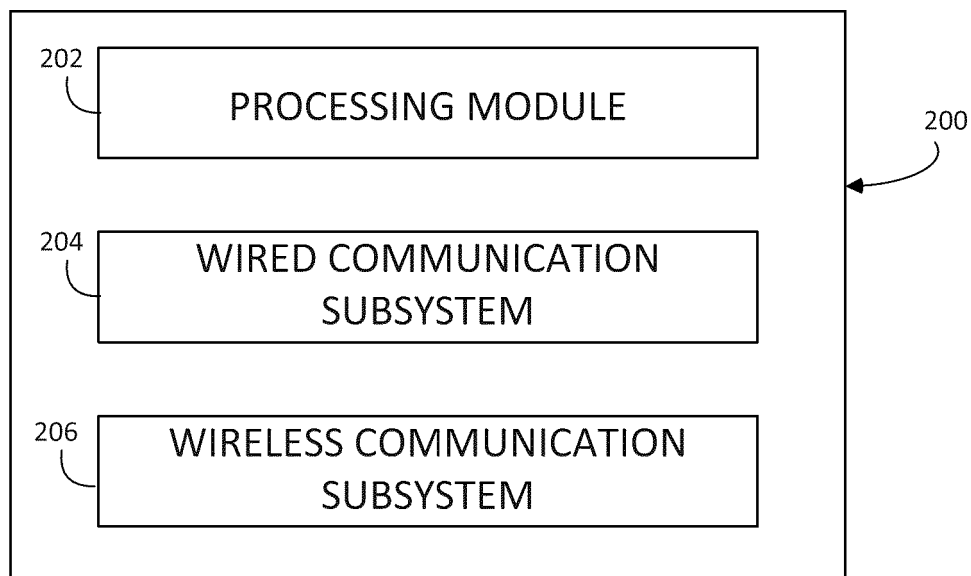 202
PROCESSING MODULE
200
204
WIRED COMMUNICATION
SUBSYSTEM
206
WIRELESS COMMUNICATION
SUBSYSTEM